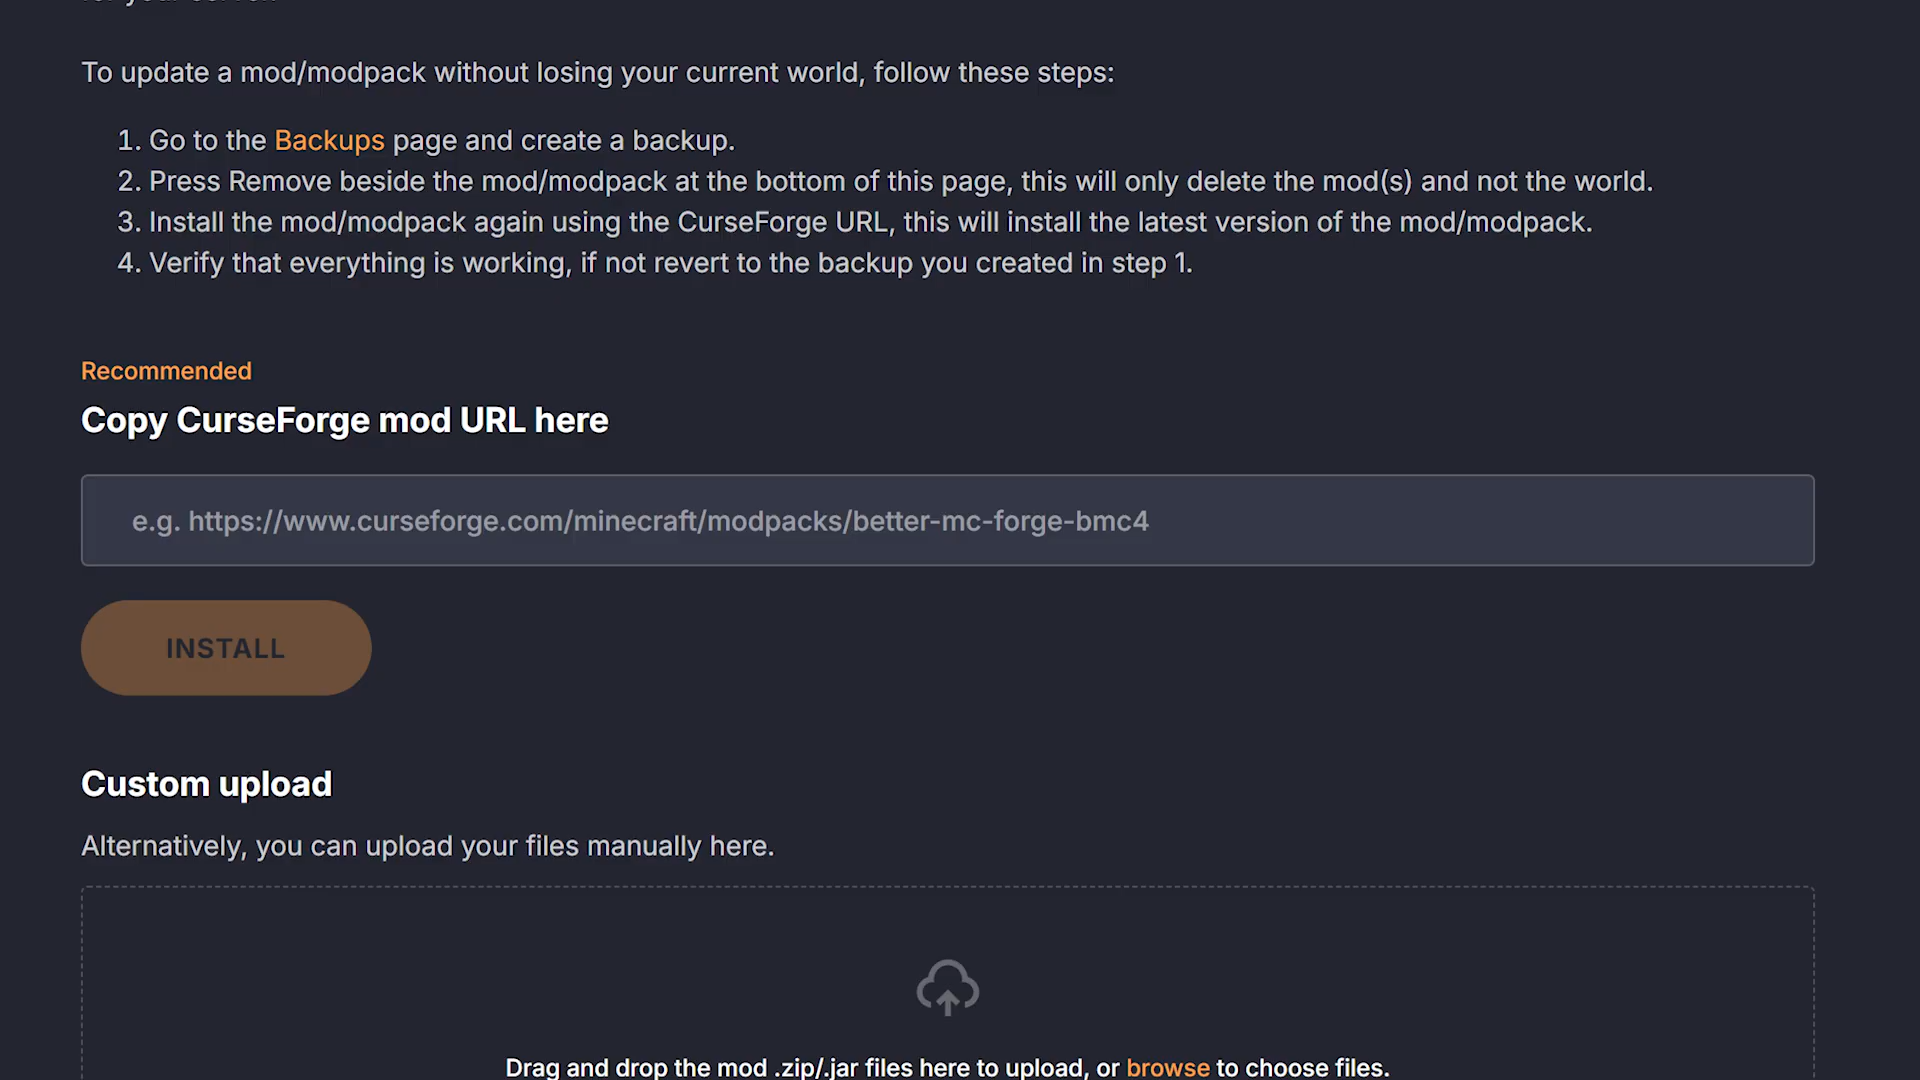 To update a mod/modpack without losing your current world, follow these steps:
1. Go to the Backups page and create a backup.
2. Press Remove beside the mod/modpack at the bottom of this page, this will only delete the mod(s) and not the world.
3. Install the mod/modpack again using the CurseForge URL, this will install the latest version of the mod/modpack.
4. Verify that everything is working, if not revert to the backup you created in step 1.
Recommended
Copy CurseForge mod URL here
e.g. https://www.curseforge.com/minecraft/modpacks/better-mc-forge-bmc4
INSTALL
Custom upload
Alternatively, you can upload your files manually here.
Drag and drop the mod .zip/.jar files here to upload, or browse to choose files.